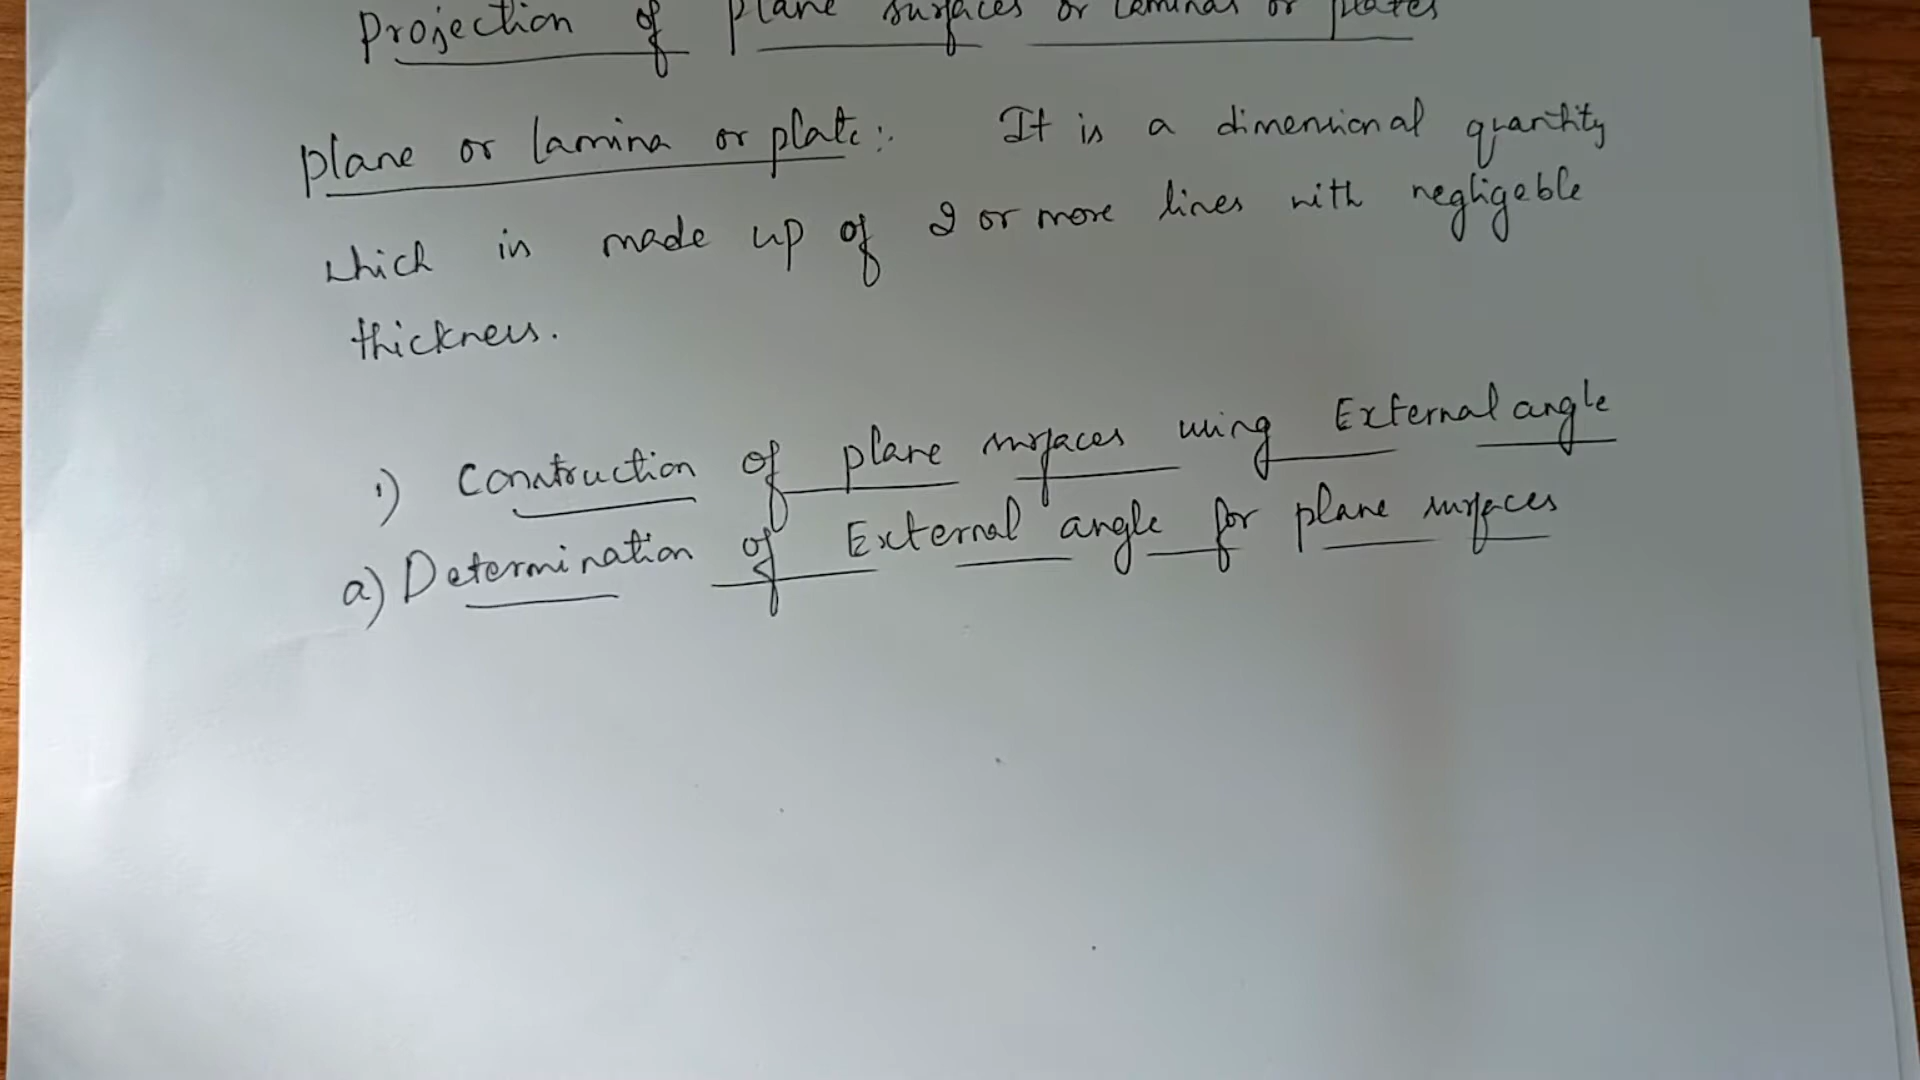 Projection of plane surfaces or laminas or plates
plane or lamina or plate:. It is a dimensional quantity
which is made up of 2 or more lines with negligeble
thickness.
1) Construction of plane surfaces using External angle
a) Determination of External angle for plane surfaces